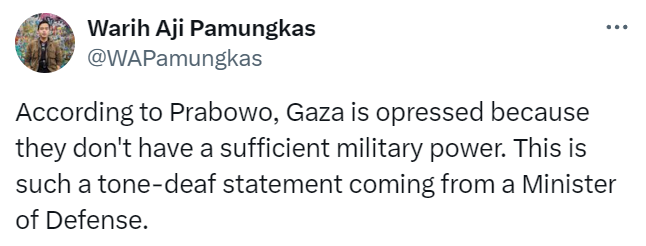 Warih Aji Pamungkas
@WAPamungkas
According to Prabowo, Gaza is opressed because
they don't have a sufficient military power. This is
such a tone-deaf statement coming from a Minister
of Defense.